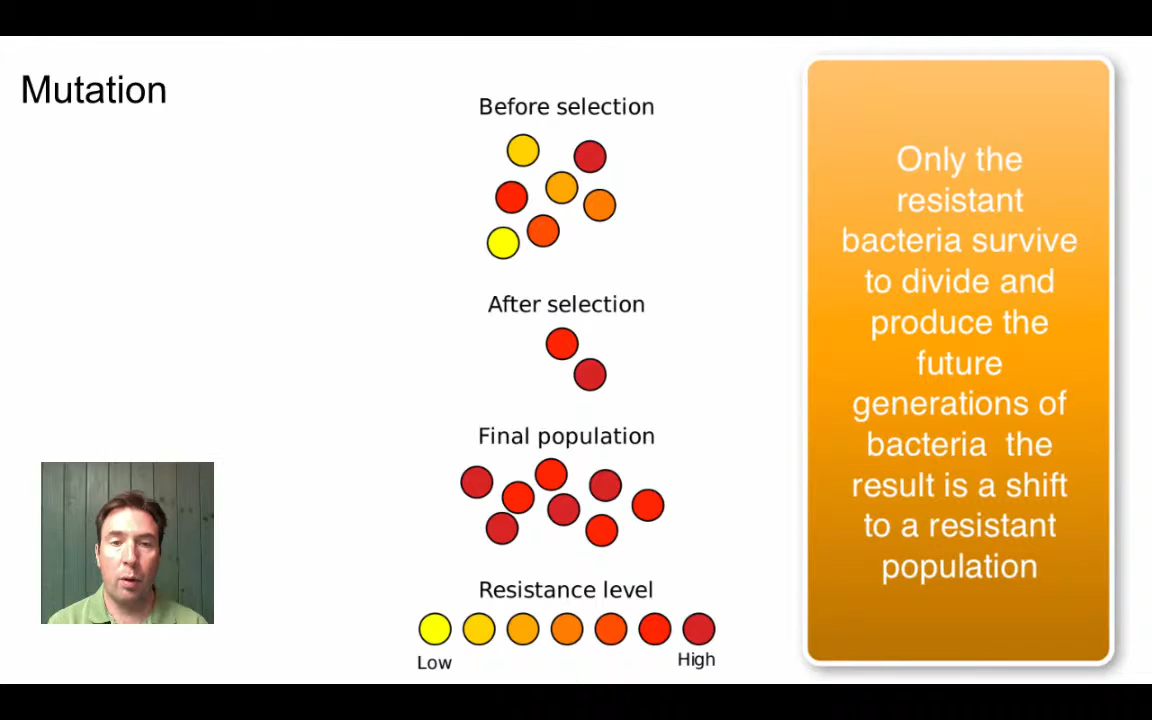 Mutation
Before selection
After selection
Final population
Resistance level
Low
High
Only the
resistant
bacteria survive
to divide and
produce the
future
generations of
bacteria  the
result is a shift
to a resistant
population